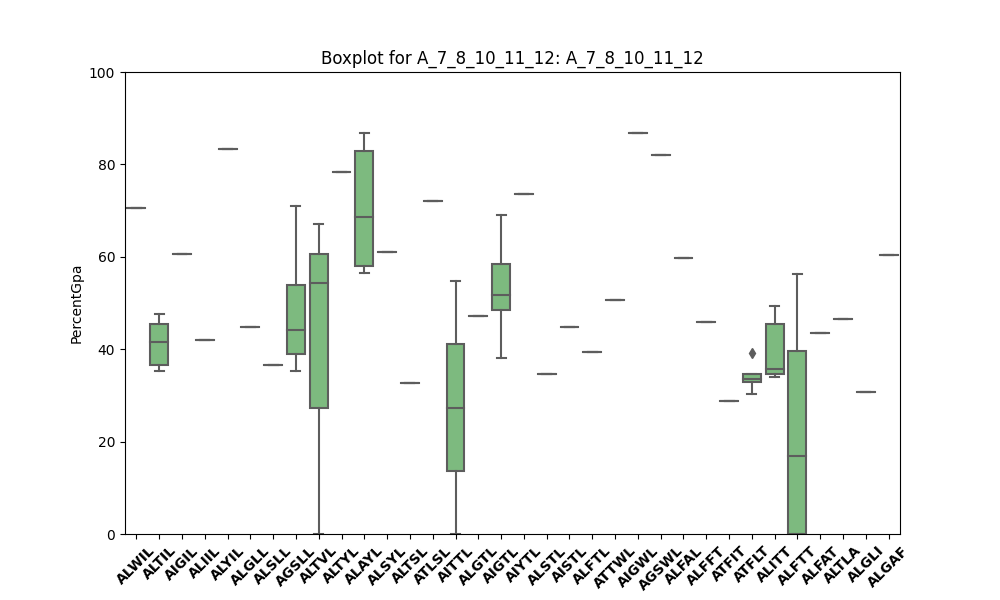 Boxplot for A_7_8_10_11_12: A_7_8_10_11_12
100
80
60
40
20
0
PercentGpa
ALWIL
ALTIL
AIGIL
ALIIL
ALYIL
ALGLL
ALSLL
AGSLL
ALTVL
ALTYL
ALAYL
ALSYL
ALTSL
ATLSL
AITTL
ALGTL
AIGTL
AIYTL
ALSTL
AISTL
ALFTL
ATTWL
AIGWL
AGSWL
ALFAL
ALFFT
ATFIT
ATFLT
ALITT
ALFTT
ALFAT
ALTLA
ALGLI
ALGAF